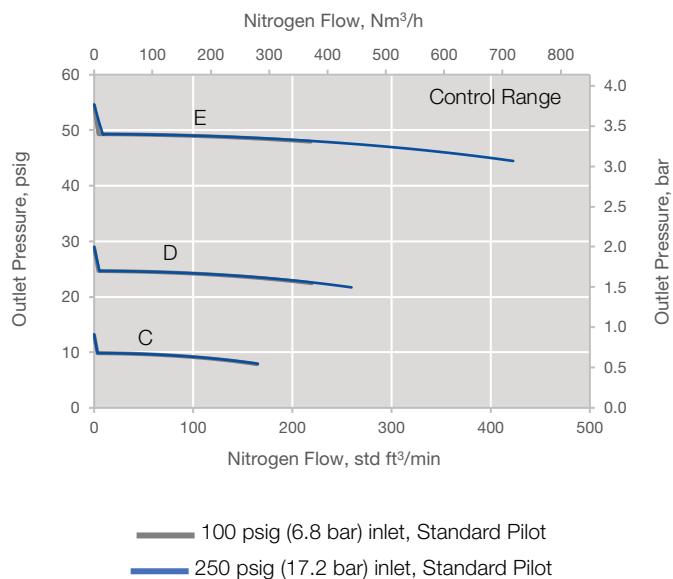 Nitrogen Flow, Nm³/h
0 100 200 300 400 500 600 700 800
60 50 40 30 20 10 0
Outlet Pressure, psig
Control Range
E
D
C
4.0 3.5 3.0 2.5 2.0 1.5 1.0 0.5 0.0
Outlet Pressure, bar
0 100 200 300 400 500
Nitrogen Flow, std ft³/min
100 psig (6.8 bar) inlet, Standard Pilot
250 psig (17.2 bar) inlet, Standard Pilot